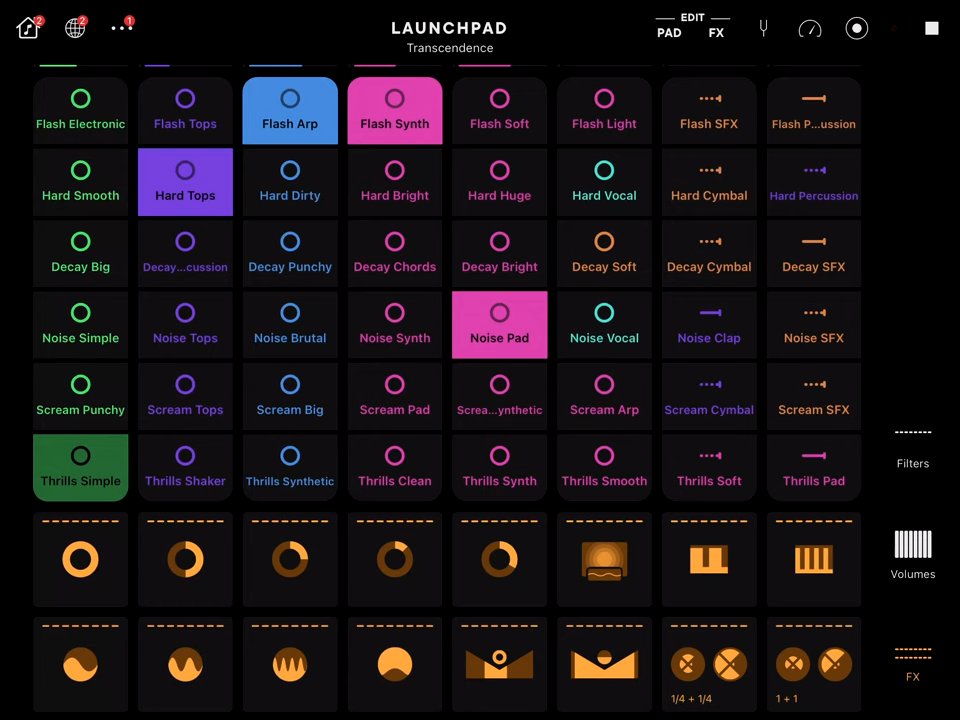 2
2
1
LAUNCHPAD
Transcendence
EDIT
PAD FX
Flash Electronic Flash Tops Flash Arp Flash Synth Flash Soft Flash Light Flash SFX Flash P...ussion
Hard Smooth Hard Tops Hard Dirty Hard Bright Hard Huge Hard Vocal Hard Cymbal Hard Percussion
Decay Big Decay...cussion Decay Punchy Decay Chords Decay Bright Decay Soft Decay Cymbal Decay SFX
Noise Simple Noise Tops Noise Brutal Noise Synth Noise Pad Noise Vocal Noise Clap Noise SFX
Scream Punchy Scream Tops Scream Big Scream Pad Screa...ynthetic Scream Arp Scream Cymbal Scream SFX
Thrills Simple Thrills Shaker Thrills Synthetic Thrills Clean Thrills Synth Thrills Smooth Thrills Soft Thrills Pad
Filters
Volumes
FX
1/4 + 1/4
1 + 1